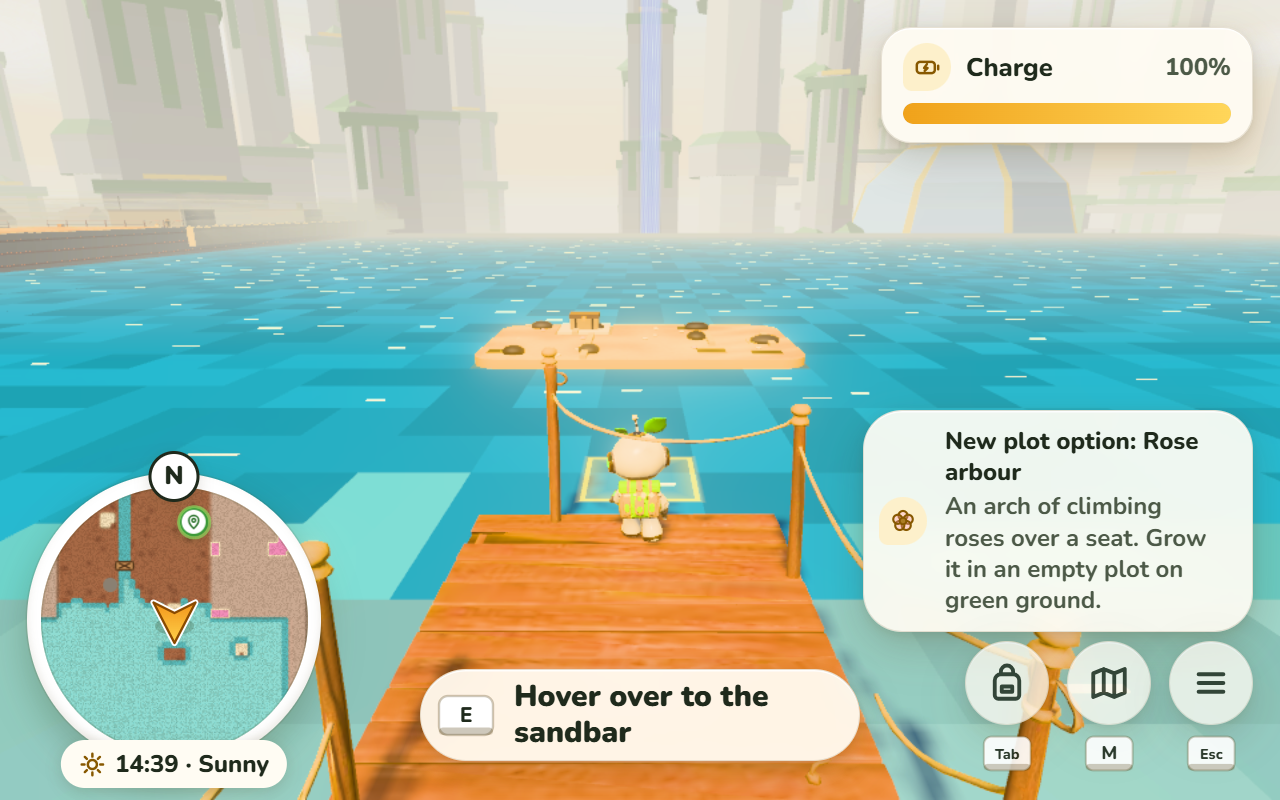 Charge 100%
New plot option: Rose
arbour
An arch of climbing
roses over a seat. Grow
it in an empty plot on
green ground.
N
E
Hover over to the
sandbar
14:39 · Sunny
Tab
M
Esc